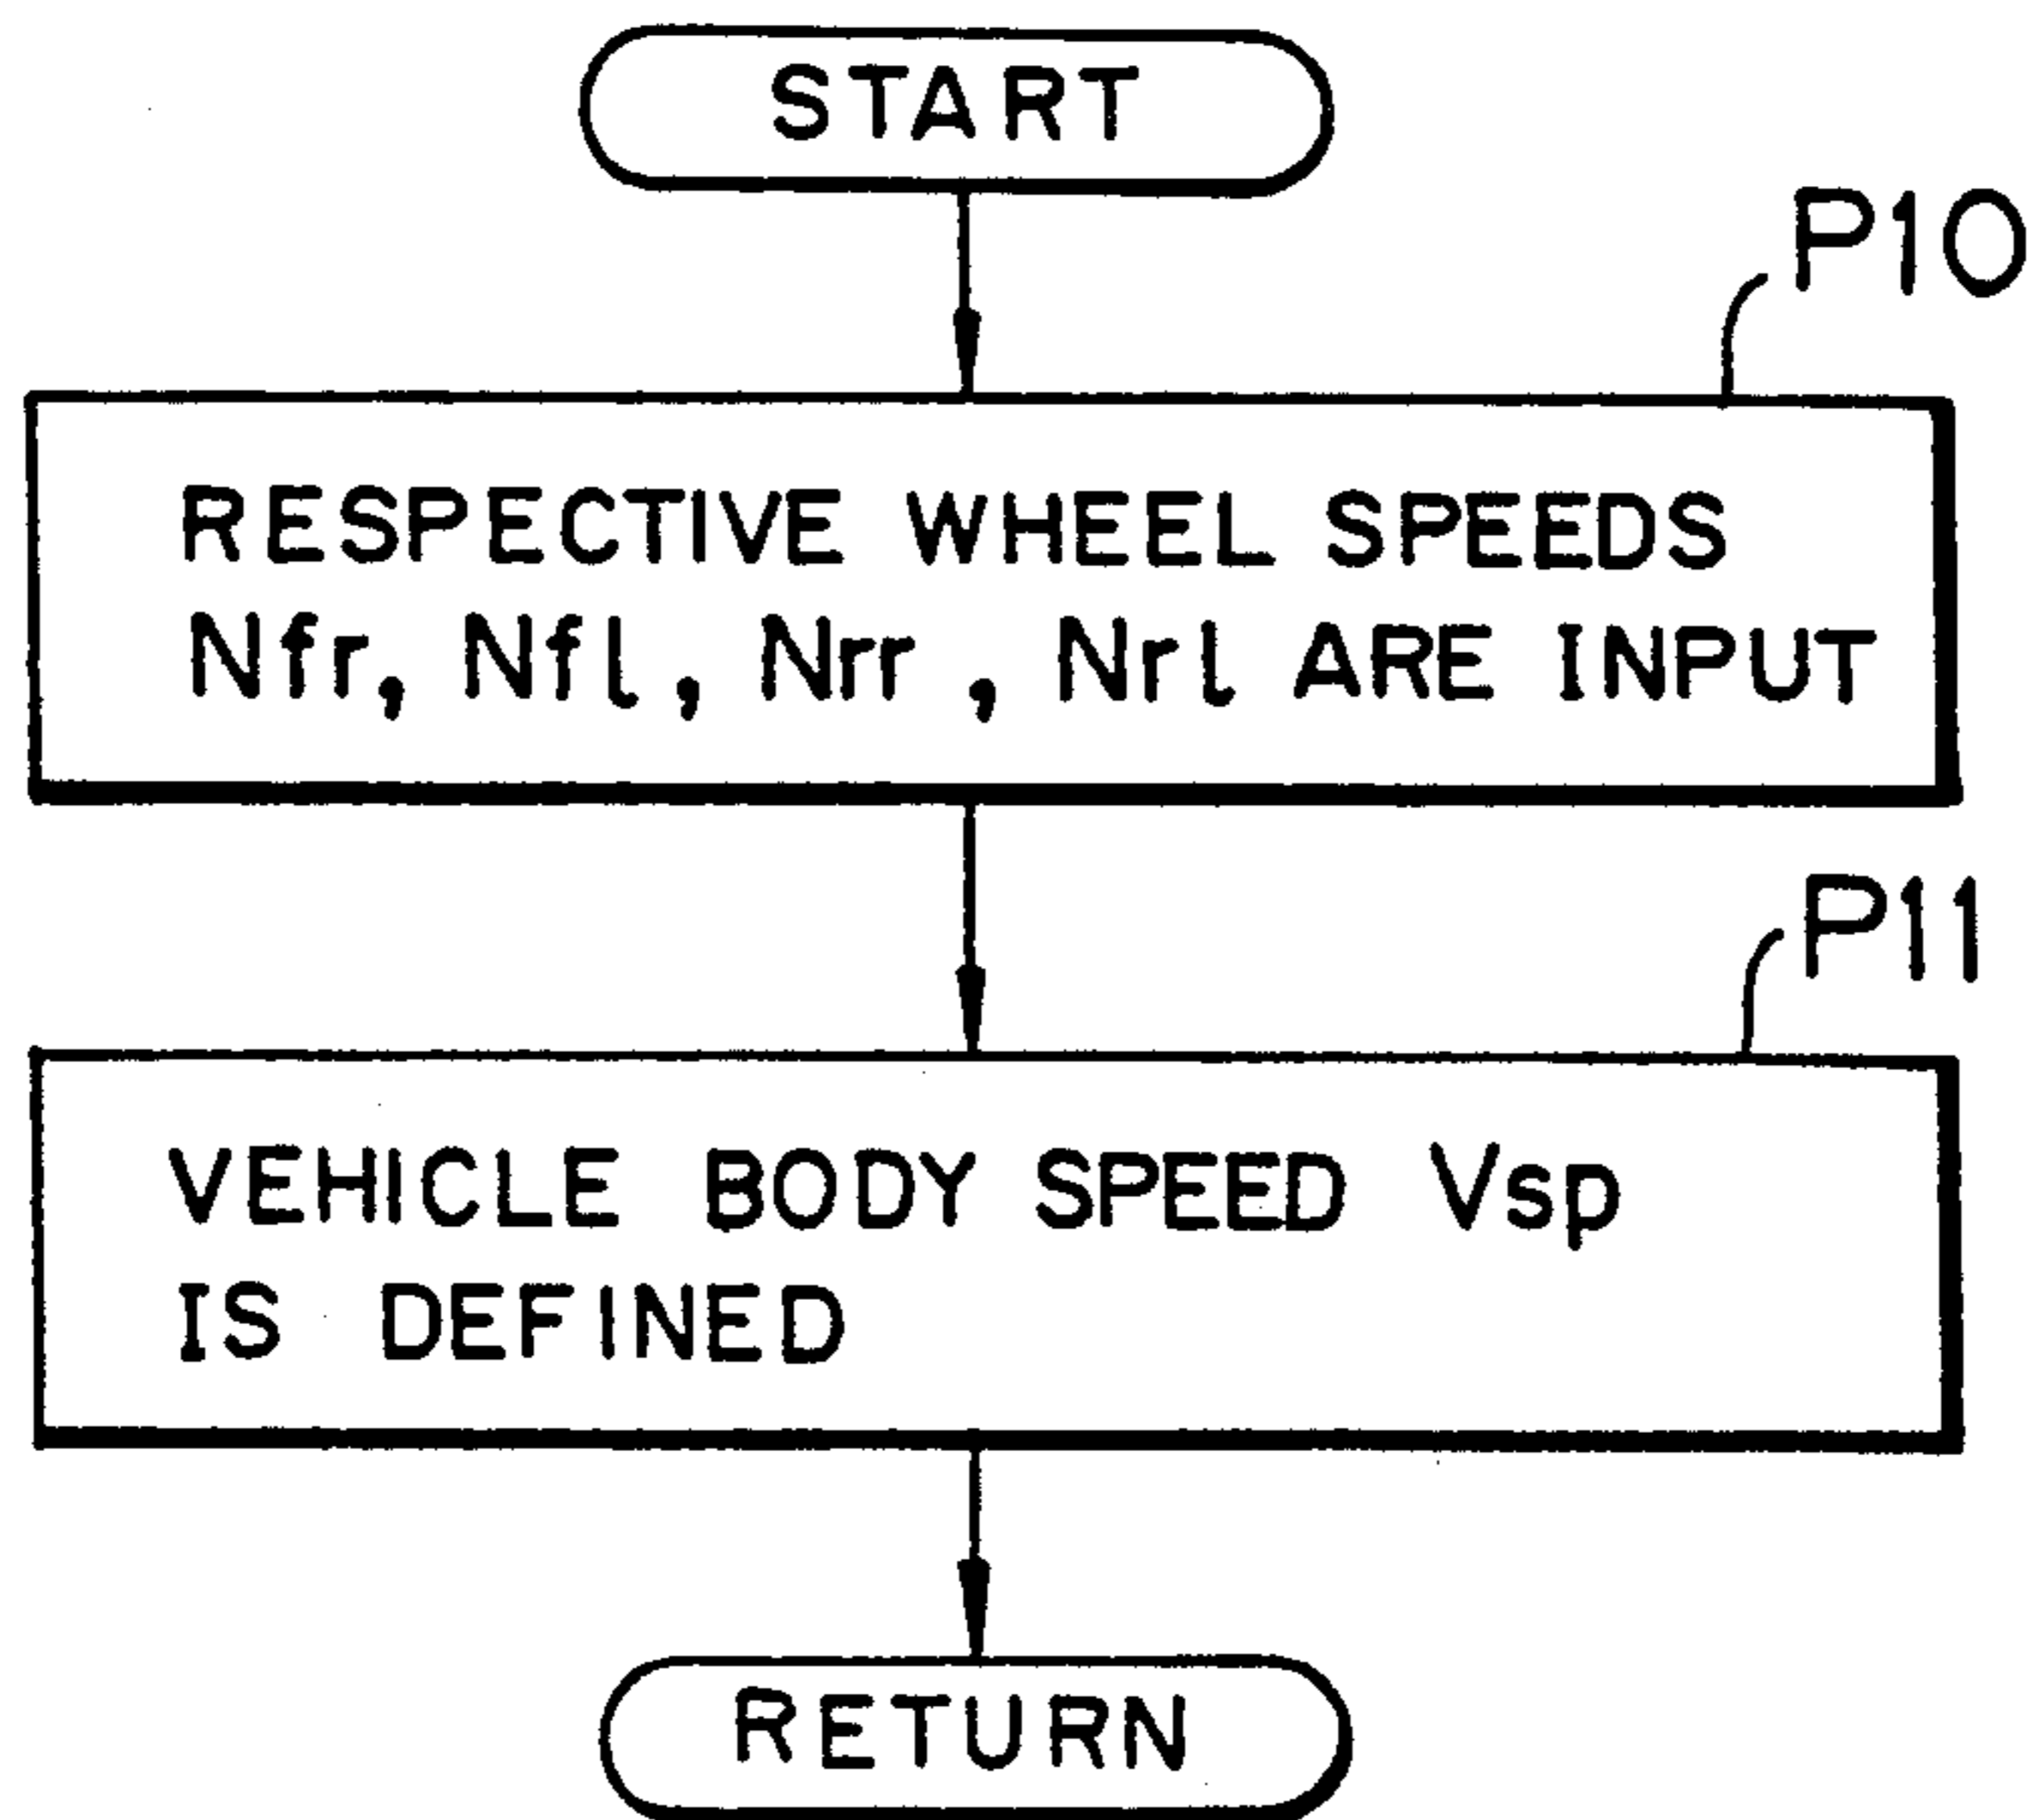 START
P10
RESPECTIVE WHEEL SPEEDS
Nfr, Nfl, Nrr, Nrl ARE INPUT
P11
VEHICLE BODY SPEED Vsp
IS DEFINED
RETURN